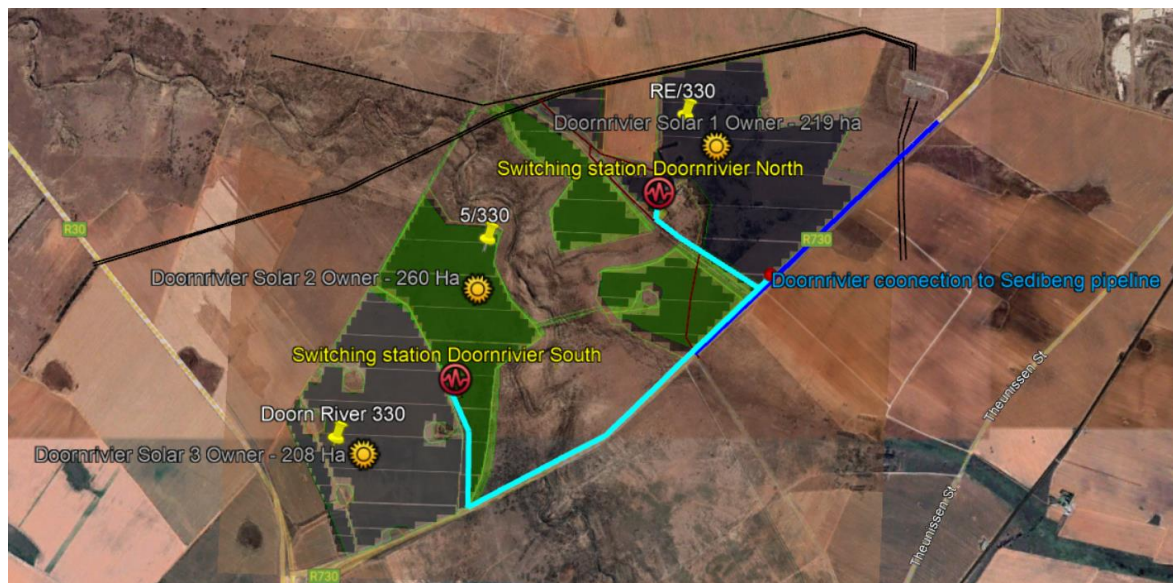 RE/330
Doornrivier Solar 1 Owner - 219 ha
Switching station Doornrivier North
5/330
R30
R730
Doornrivier Solar 2 Owner - 260 Ha
Doornrivier coonection to Sedibeng pipeline
Switching station Doornrivier South
Theunissen St
Doorn River 330
Doornrivier Solar 3 Owner - 208 Ha
Theunissen St
R730